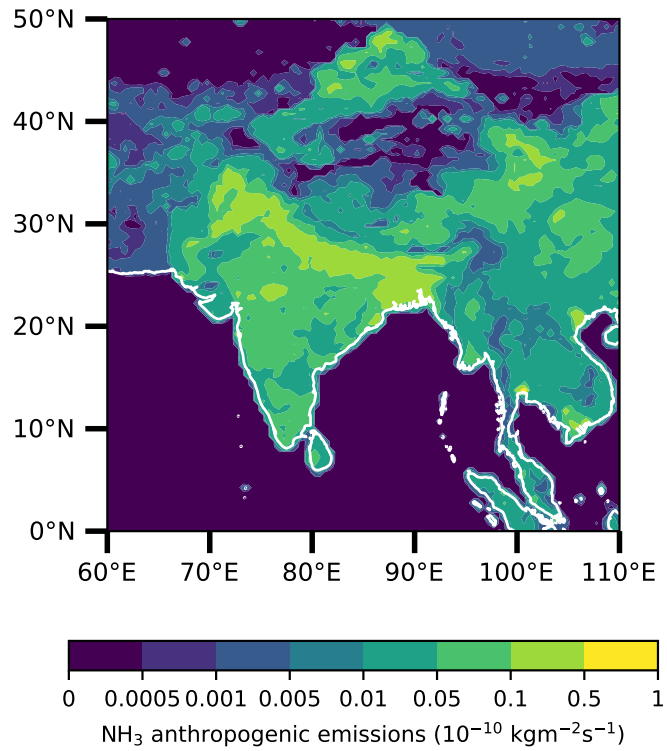 50°N
40°N
30°N
20°N
10°N
0°N
60°E 70°E 80°E 90°E 100°E 110°E
0 0.0005 0.001 0.005 0.01 0.05 0.1 0.5 1
NH₃ anthropogenic emissions (10⁻¹⁰ kgm⁻²s⁻¹)